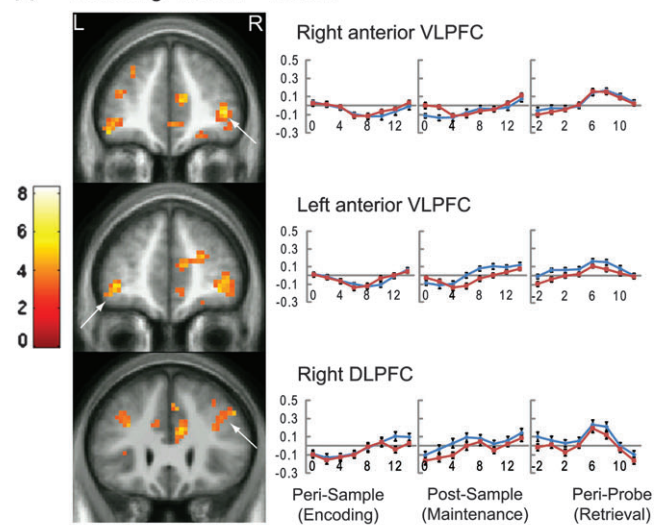 L R
Right anterior VLPFC
0.5
0.3
0.1
-0.1
-0.3
0 4 8 12
0 4 8 12
-2 2 6 10
8
6
4
2
0
Left anterior VLPFC
0.5
0.3
0.1
-0.1
-0.3
0 4 8 12
0 4 8 12
-2 2 6 10
Right DLPFC
0.5
0.3
0.1
-0.1
-0.3
0 4 8 12
0 4 8 12
-2 2 6 10
Peri-Sample Post-Sample Peri-Probe
(Encoding) (Maintenance) (Retrieval)